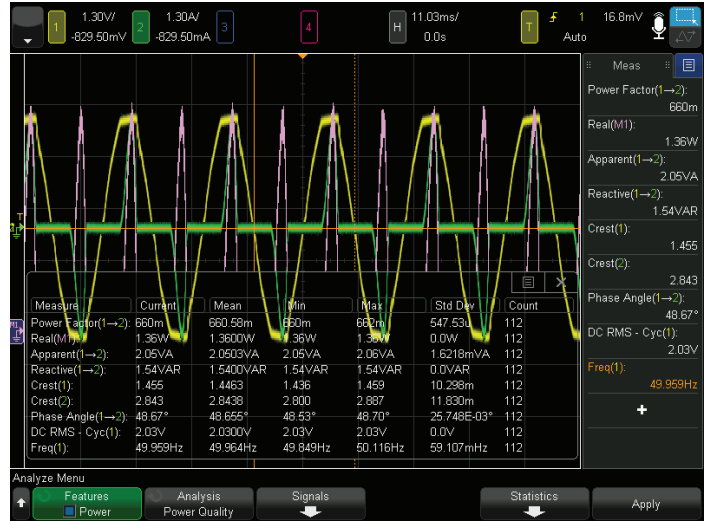 1 1.30V/ 2 1.30A/ 3 4 H 11.03ms/ T 1 16.8mV
-829.50mV -829.50mA 0.0s Auto
Meas
Power Factor(1→2):
660m
Real(M1):
1.36W
Apparent(1→2):
2.05VA
Reactive(1→2):
1.54VAR
Crest(1):
1.455
Crest(2):
2.843
Phase Angle(1→2):
48.67°
DC RMS - Cyc(1):
2.03V
Freq(1):
49.959Hz
+
T
M1
Measure Current Mean Min Max Std Dev Count
Power Factor(1→2): 660m 660.58m 660m 662m 547.53u 112
Real(M1): 1.36W 1.3600W 1.36W 1.36W 0.0W 112
Apparent(1→2): 2.05VA 2.0503VA 2.05VA 2.06VA 1.6218mVA 112
Reactive(1→2): 1.54VAR 1.5400VAR 1.54VAR 1.54VAR 0.0VAR 112
Crest(1): 1.455 1.4463 1.436 1.459 10.298m 112
Crest(2): 2.843 2.8438 2.800 2.887 11.830m 112
Phase Angle(1→2): 48.67° 48.655° 48.53° 48.70° 25.748E-03° 112
DC RMS - Cyc(1): 2.03V 2.0300V 2.03V 2.03V 0.0V 112
Freq(1): 49.959Hz 49.964Hz 49.849Hz 50.116Hz 59.107mHz 112
Analyze Menu
Features Analysis Signals Statistics Apply
Power Power Quality